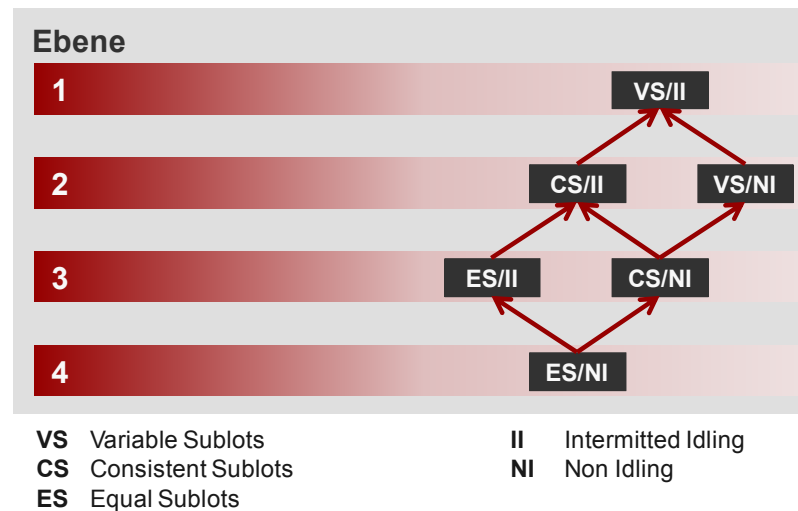 Ebene
1 VS/II
2 CS/II VS/NI
3 ES/II CS/NI
4 ES/NI
VS Variable Sublots II Intermitted Idling
CS Consistent Sublots NI Non Idling
ES Equal Sublots